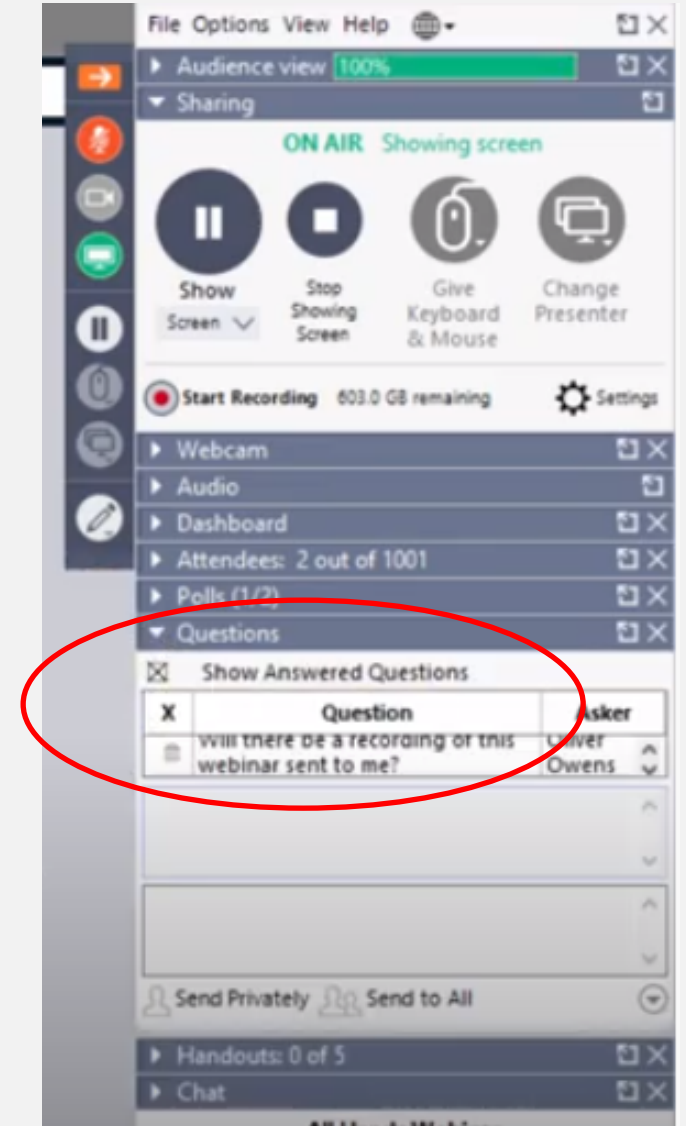 File Options View Help
Audience view 100%
Sharing
ON AIR Showing screen
Show
Screen
Stop
Showing
Screen
Give
Keyboard
& Mouse
Change
Presenter
Start Recording 603.0 GB remaining
Settings
Webcam
Audio
Dashboard
Attendees: 2 out of 1001
Polls (1/2)
Questions
Show Answered Questions
X Question Asker
Will there be a recording of this
webinar sent to me?
Oliver
Owens
Send Privately Send to All
Handouts: 0 of 5
Chat